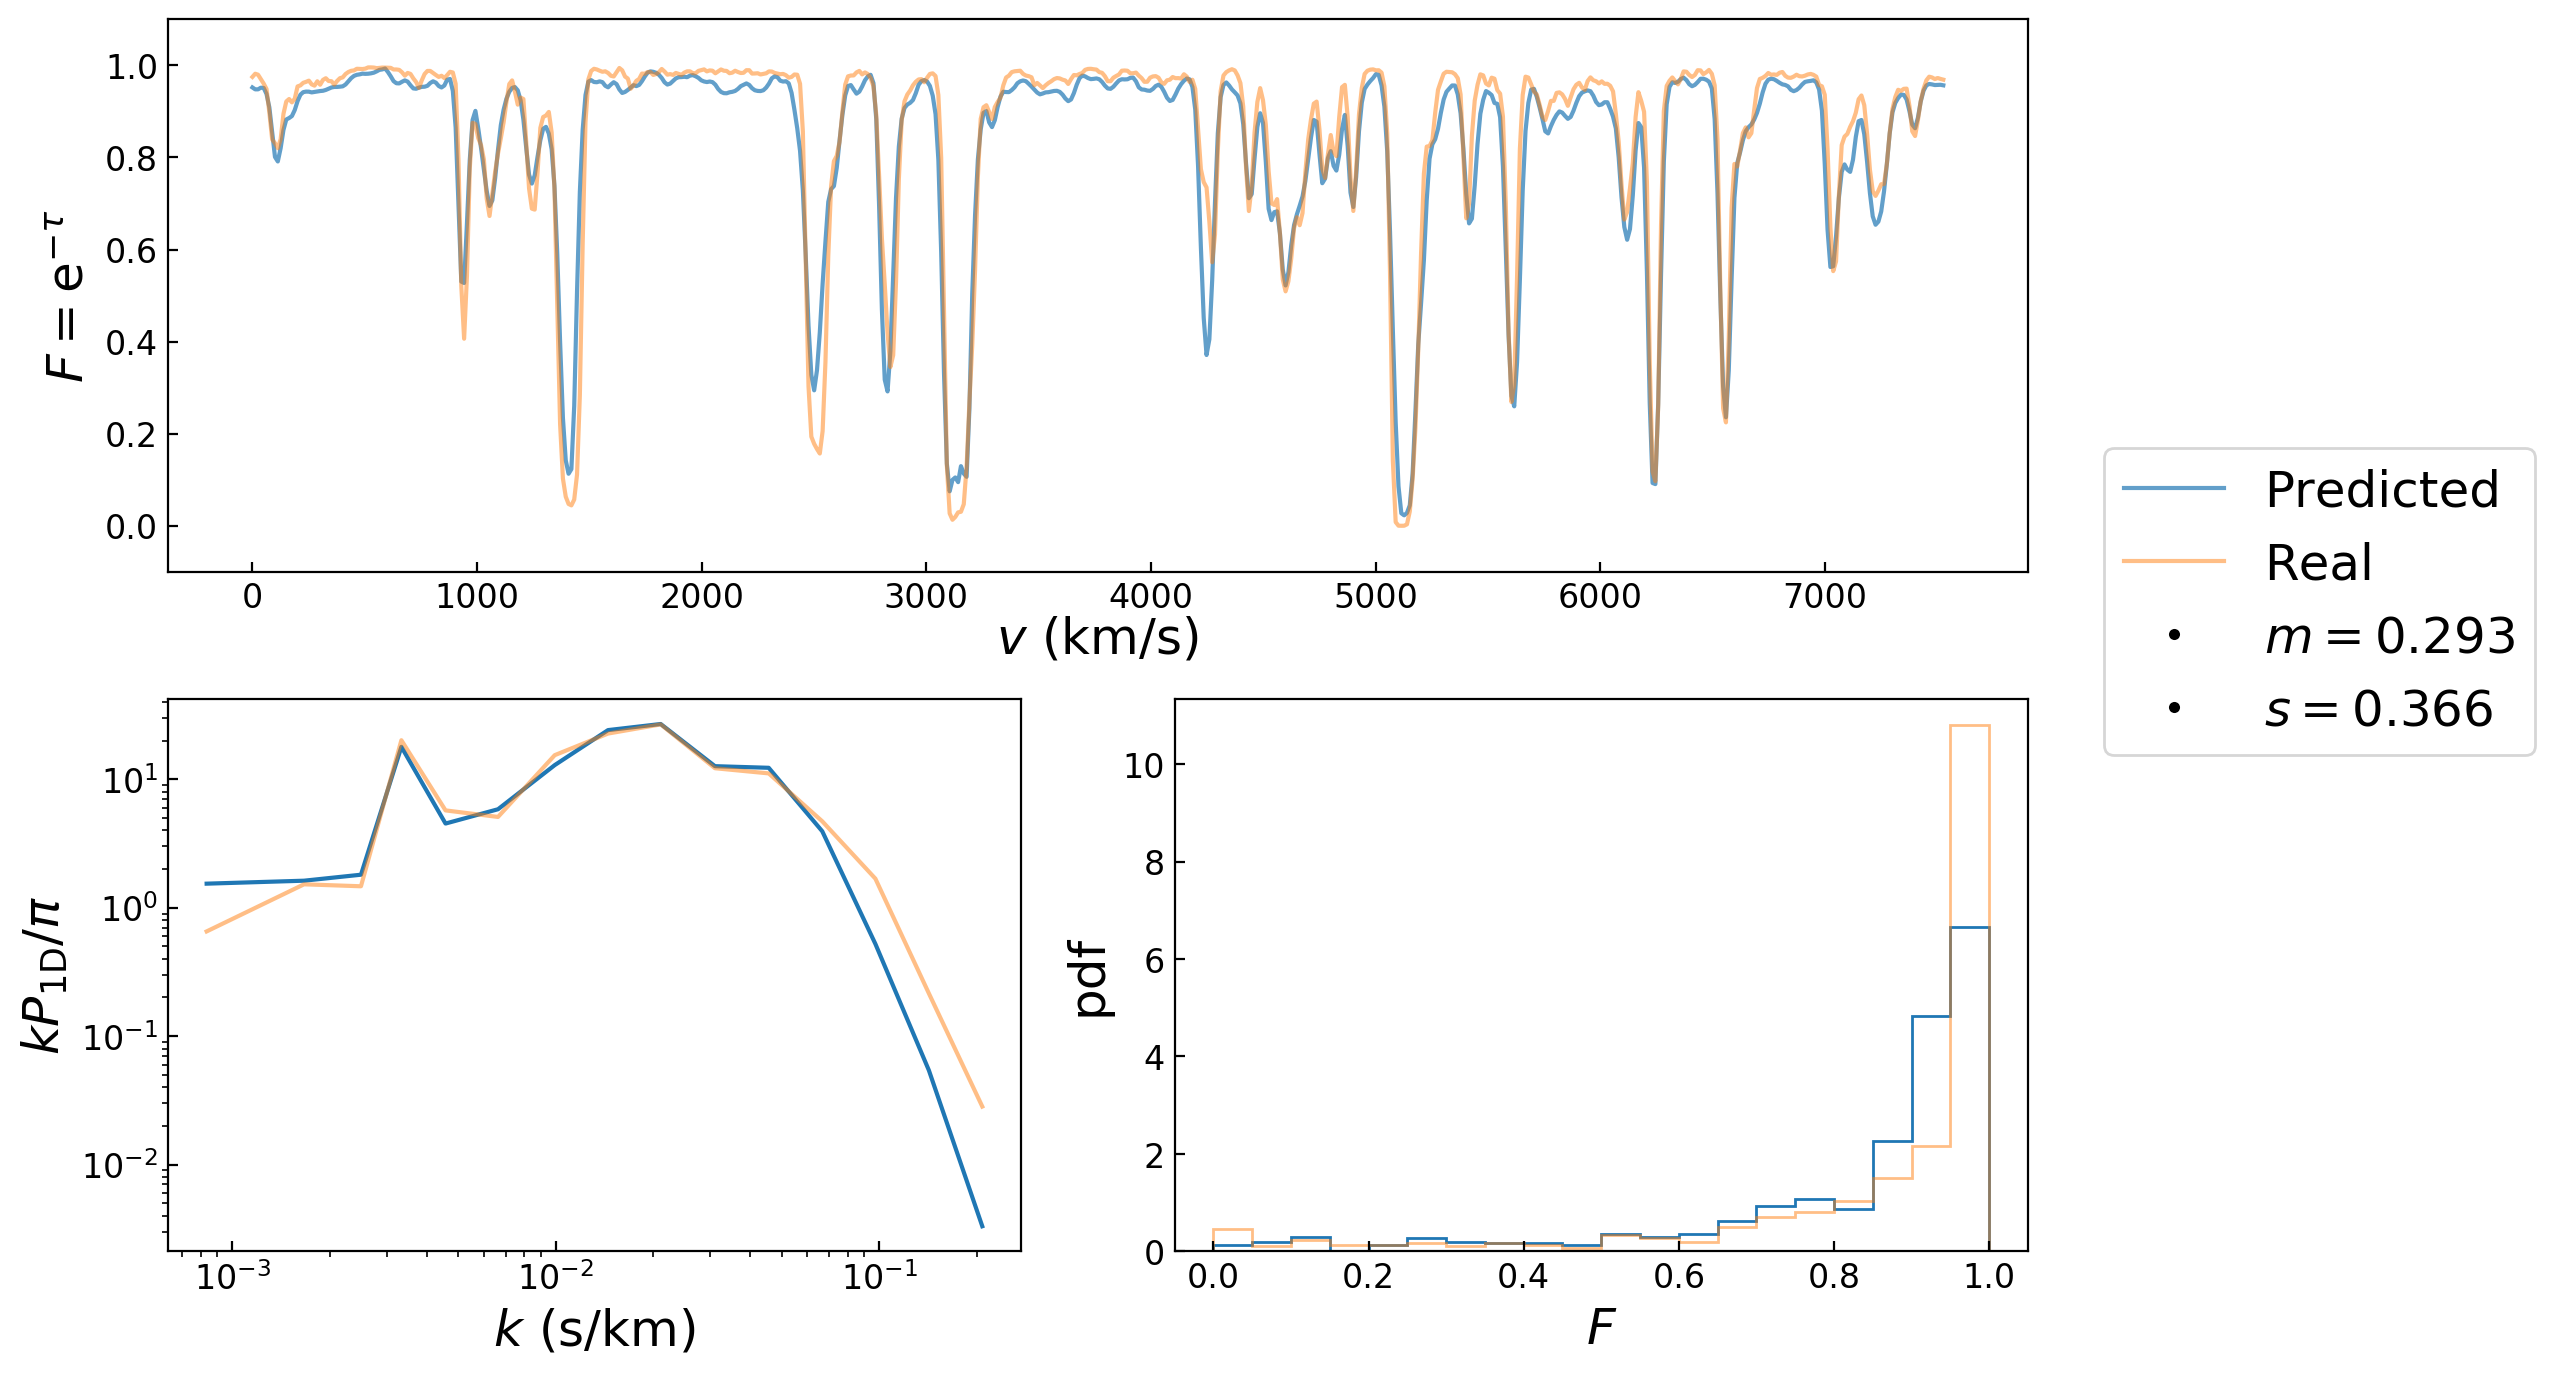 1.0
0.8
0.6
0.4
0.2
0.0
F = e^{−τ}
0 1000 2000 3000 4000 5000 6000 7000
v (km/s)
Predicted
Real
m = 0.293
s = 0.366
10^1
10^0
10^{−1}
10^{−2}
kP_{1D}/π
10^{−3} 10^{−2} 10^{−1}
k (s/km)
10
8
6
4
2
0
pdf
0.0 0.2 0.4 0.6 0.8 1.0
F